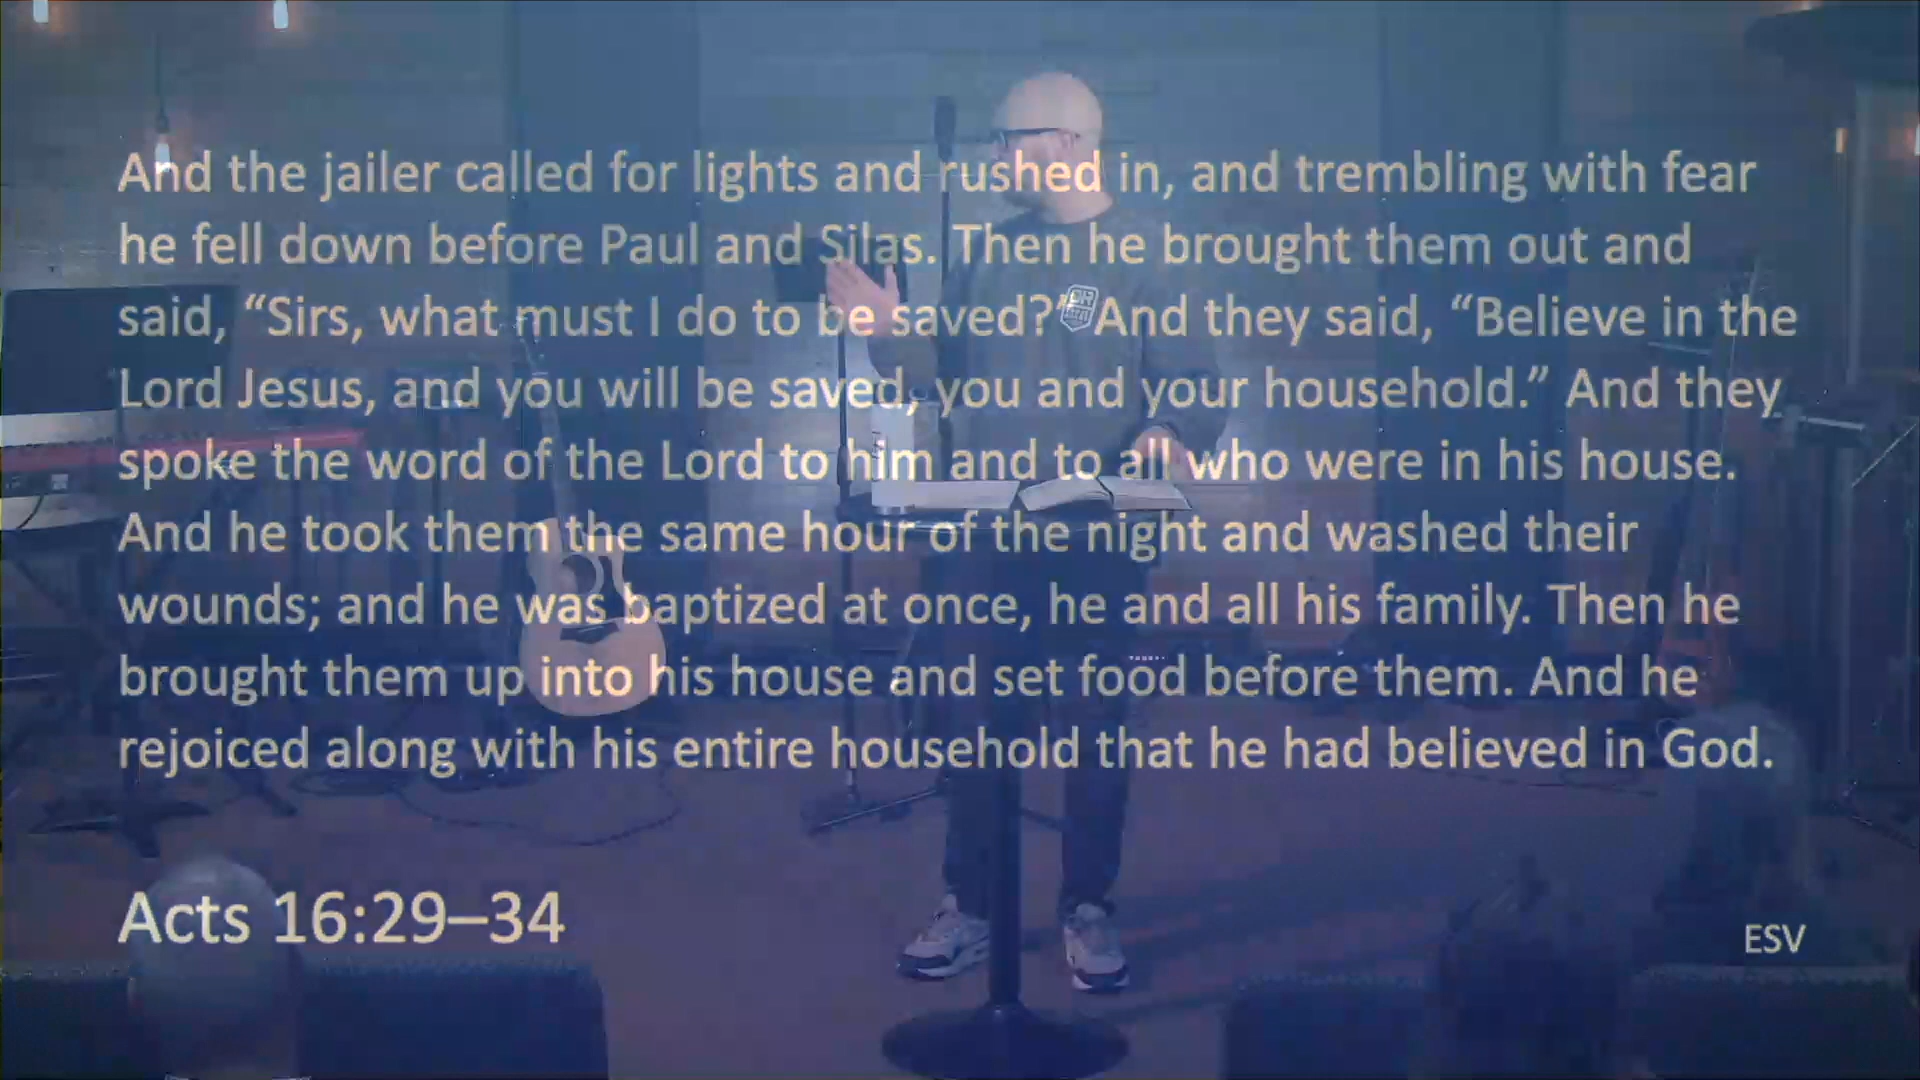 And the jailer called for lights and rushed in, and trembling with fear
he fell down before Paul and Silas. Then he brought them out and
said, “Sirs, what must I do to be saved?” And they said, “Believe in the
Lord Jesus, and you will be saved, you and your household.” And they
spoke the word of the Lord to him and to all who were in his house.
And he took them the same hour of the night and washed their
wounds; and he was baptized at once, he and all his family. Then he
brought them up into his house and set food before them. And he
rejoiced along with his entire household that he had believed in God.
Acts 16:29–34
ESV